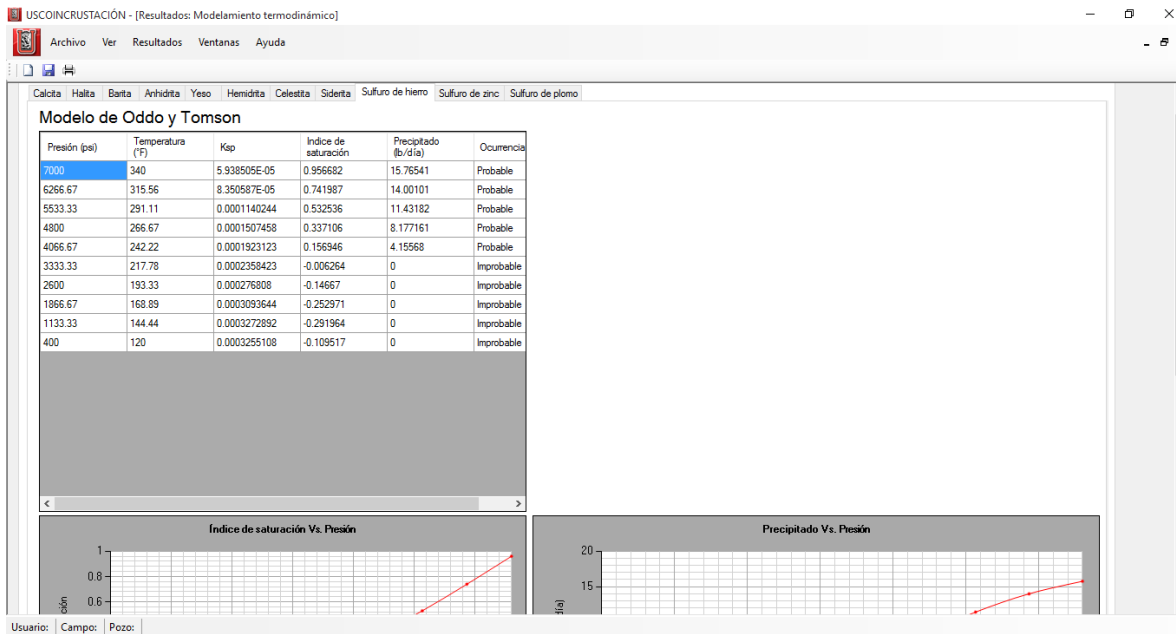 USCOINCRUSTACIÓN - [Resultados: Modelamiento termodinámico]
Archivo Ver Resultados Ventanas Ayuda
Calcita Halita Barita Anhidrita Yeso Hemidrita Celestita Siderita Sulfuro de hierro Sulfuro de zinc Sulfuro de plomo
Modelo de Oddo y Tomson
Presión (psi) Temperatura (°F) Ksp Indice de saturación Precipitado (lb/día) Ocurrencia
7000 340 5.938505E-05 0.956682 15.76541 Probable
6266.67 315.56 8.350587E-05 0.741987 14.00101 Probable
5533.33 291.11 0.0001140244 0.532536 11.43182 Probable
4800 266.67 0.0001507458 0.337106 8.177161 Probable
4066.67 242.22 0.0001923123 0.156946 4.15568 Probable
3333.33 217.78 0.0002358423 -0.006264 0 Improbable
2600 193.33 0.000276808 -0.14667 0 Improbable
1866.67 168.89 0.0003093644 -0.252971 0 Improbable
1133.33 144.44 0.0003272892 -0.291964 0 Improbable
400 120 0.0003255108 -0.109517 0 Improbable
Índice de saturación Vs. Presión
1
0.8
0.6
Precipitado Vs. Presión
20
15
Usuario: Campo: Pozo: